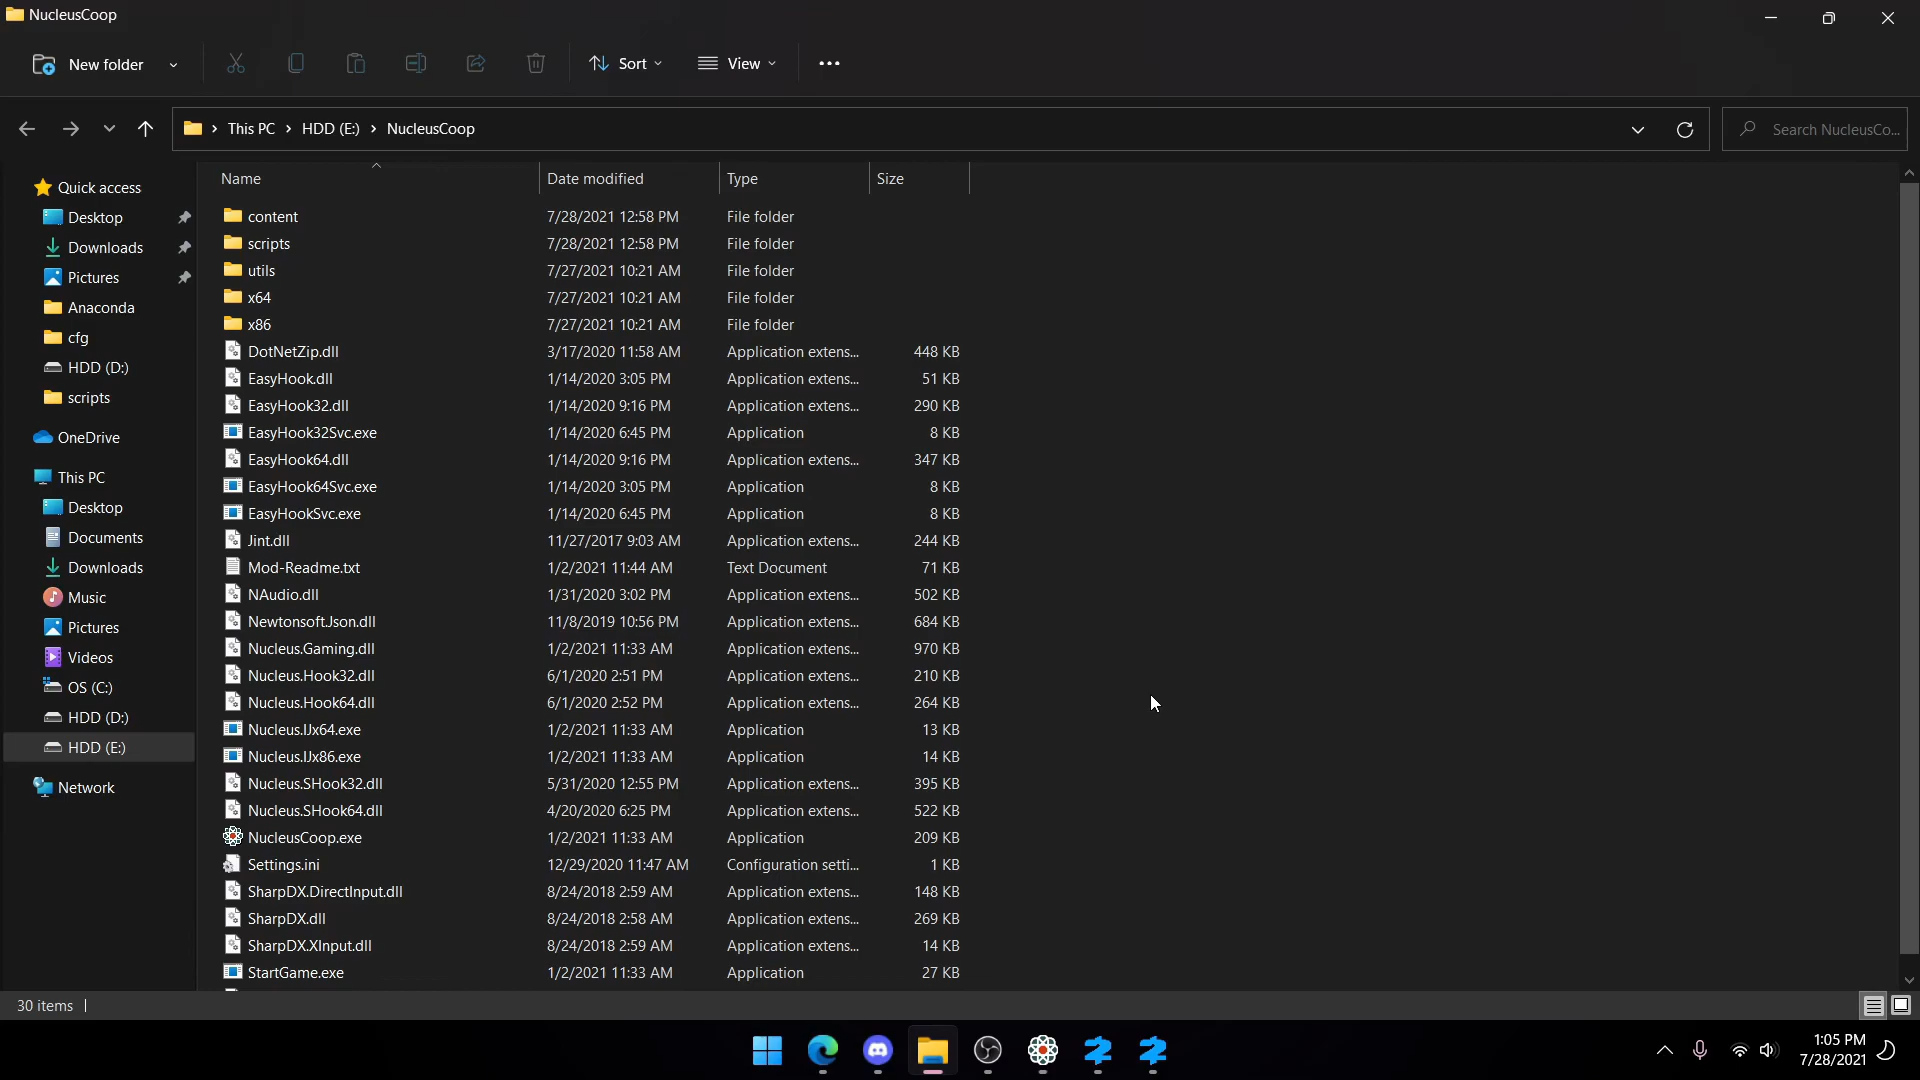 NucleusCoop
New folder
Sort
View
This PC > HDD (E:) > NucleusCoop
Search NucleusCo...
Quick access
Desktop
Downloads
Pictures
Anaconda
cfg
HDD (D:)
scripts
OneDrive
This PC
Desktop
Documents
Downloads
Music
Pictures
Videos
OS (C:)
HDD (D:)
HDD (E:)
Network
Name Date modified Type Size
content 7/28/2021 12:58 PM File folder
scripts 7/28/2021 12:58 PM File folder
utils 7/27/2021 10:21 AM File folder
x64 7/27/2021 10:21 AM File folder
x86 7/27/2021 10:21 AM File folder
DotNetZip.dll 3/17/2020 11:58 AM Application extens... 448 KB
EasyHook.dll 1/14/2020 3:05 PM Application extens... 51 KB
EasyHook32.dll 1/14/2020 9:16 PM Application extens... 290 KB
EasyHook32Svc.exe 1/14/2020 6:45 PM Application 8 KB
EasyHook64.dll 1/14/2020 9:16 PM Application extens... 347 KB
EasyHook64Svc.exe 1/14/2020 3:05 PM Application 8 KB
EasyHookSvc.exe 1/14/2020 6:45 PM Application 8 KB
Jint.dll 11/27/2017 9:03 AM Application extens... 244 KB
Mod-Readme.txt 1/2/2021 11:44 AM Text Document 71 KB
NAudio.dll 1/31/2020 3:02 PM Application extens... 502 KB
Newtonsoft.Json.dll 11/8/2019 10:56 PM Application extens... 684 KB
Nucleus.Gaming.dll 1/2/2021 11:33 AM Application extens... 970 KB
Nucleus.Hook32.dll 6/1/2020 2:51 PM Application extens... 210 KB
Nucleus.Hook64.dll 6/1/2020 2:52 PM Application extens... 264 KB
Nucleus.IJx64.exe 1/2/2021 11:33 AM Application 13 KB
Nucleus.IJx86.exe 1/2/2021 11:33 AM Application 14 KB
Nucleus.SHook32.dll 5/31/2020 12:55 PM Application extens... 395 KB
Nucleus.SHook64.dll 4/20/2020 6:25 PM Application extens... 522 KB
NucleusCoop.exe 1/2/2021 11:33 AM Application 209 KB
Settings.ini 12/29/2020 11:47 AM Configuration setti... 1 KB
SharpDX.DirectInput.dll 8/24/2018 2:59 AM Application extens... 148 KB
SharpDX.dll 8/24/2018 2:58 AM Application extens... 269 KB
SharpDX.XInput.dll 8/24/2018 2:59 AM Application extens... 14 KB
StartGame.exe 1/2/2021 11:33 AM Application 27 KB
30 items
1:05 PM
7/28/2021